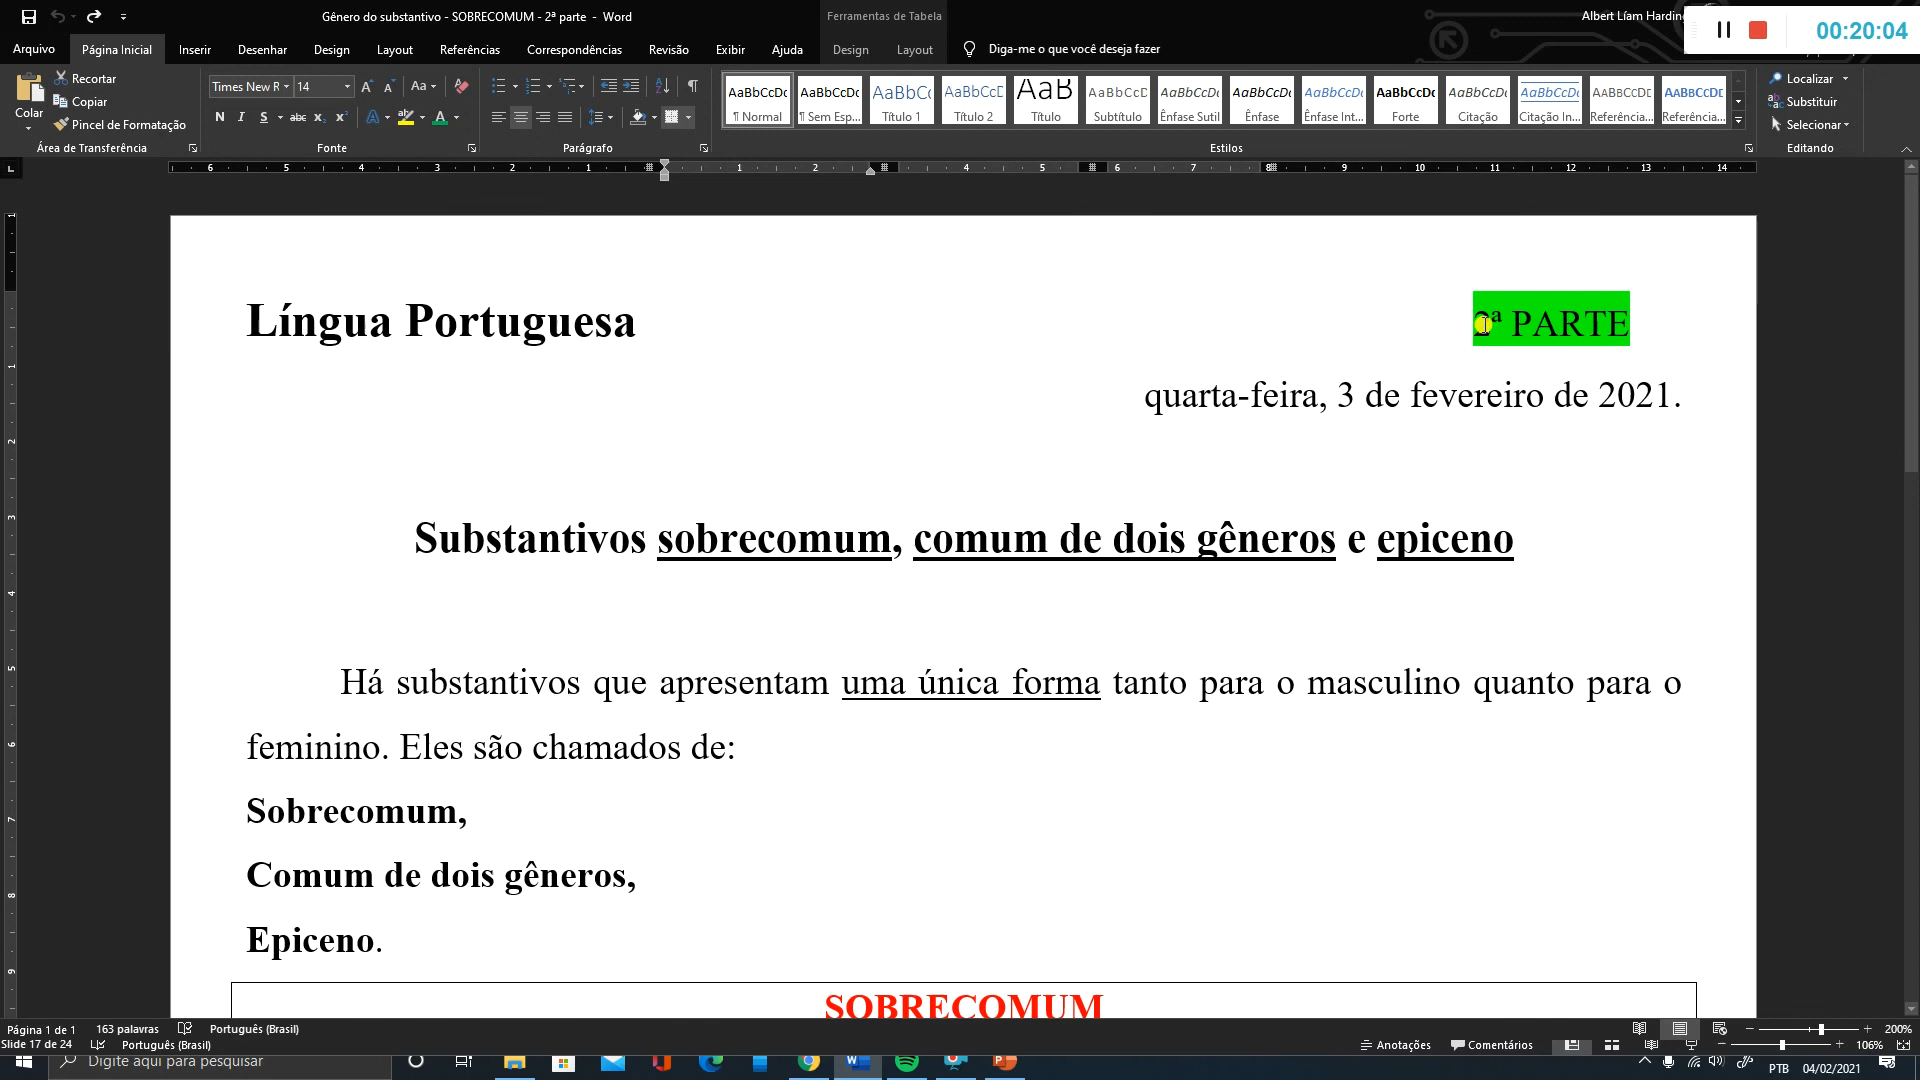 Gênero do substantivo - SOBRECOMUM - 2ª parte - Word
Ferramentas de Tabela
00:20:04
Arquivo Página Inicial Inserir Desenhar Design Layout Referências Correspondências Revisão Exibir Ajuda Design Layout Diga-me o que você deseja fazer
Colar
Recortar
Copiar
Pincel de Formatação
Área de Transferência
Times New R 14
Fonte
Parágrafo
¶ Normal ¶ Sem Esp... Título 1 Título 2 Título Subtítulo Ênfase Sutil Ênfase Ênfase Int... Forte Citação Citação In... Referência... Referência...
Estilos
Localizar
Substituir
Selecionar
Editando
Língua Portuguesa
2ª PARTE
quarta-feira, 3 de fevereiro de 2021.
Substantivos sobrecomum, comum de dois gêneros e epiceno
Há substantivos que apresentam uma única forma tanto para o masculino quanto para o
feminino. Eles são chamados de:
Sobrecomum,
Comum de dois gêneros,
Epiceno.
SOBRECOMUM
Página 1 de 1 163 palavras Português (Brasil) 200%
Slide 17 de 24 Português (Brasil) Anotações Comentários 106%
Digite aqui para pesquisar
PTB 04/02/2021